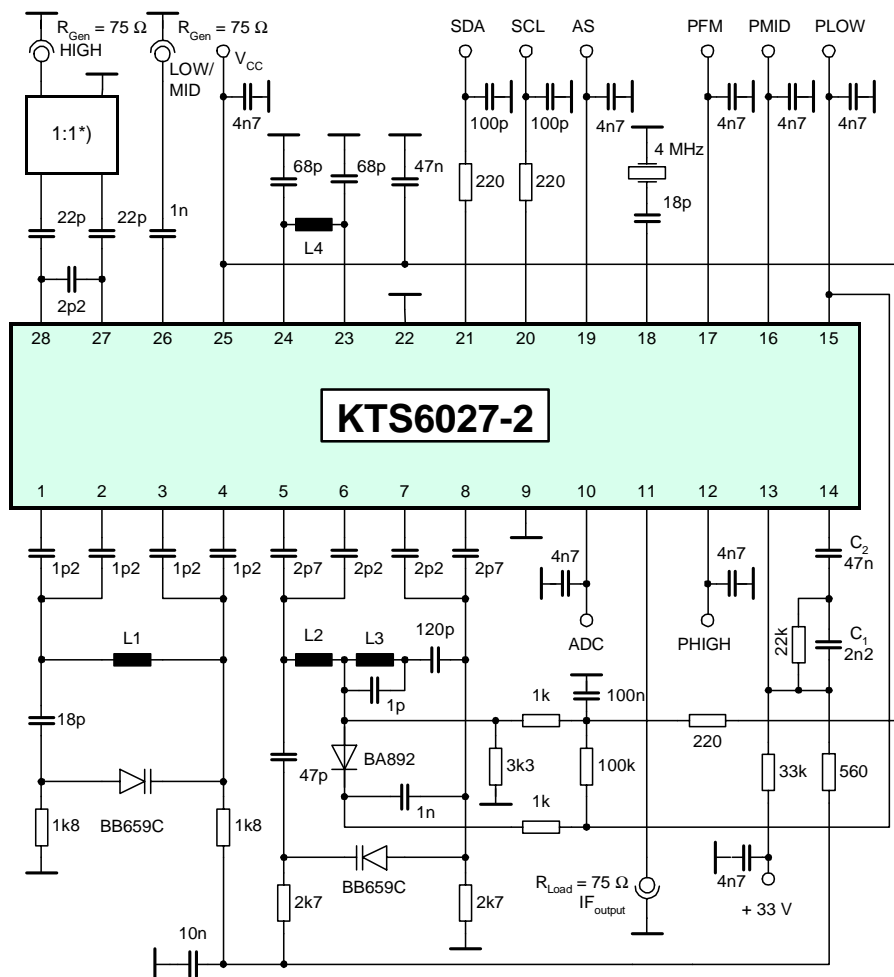 R_Gen = 75 Ω
HIGH
R_Gen = 75 Ω
LOW/
MID
V_CC
SDA
SCL
AS
PFM
PMID
PLOW
4n7
100p
100p
4n7
4n7
4n7
4n7
1:1*)
68p
68p
47n
220
220
4 MHz
18p
22p
22p
1n
L4
2p2
28
27
26
25
24
23
22
21
20
19
18
17
16
15
KTS6027-2
1
2
3
4
5
6
7
8
9
10
11
12
13
14
1p2
1p2
1p2
1p2
2p7
2p2
2p2
2p7
4n7
4n7
C_2
47n
L1
L2
L3
120p
ADC
PHIGH
22k
C_1
2n2
1p
1k
100n
18p
220
BA892
47p
3k3
100k
33k
560
1n
1k
BB659C
1k8
1k8
BB659C
2k7
2k7
R_Load = 75 Ω
IF_output
4n7
+ 33 V
10n